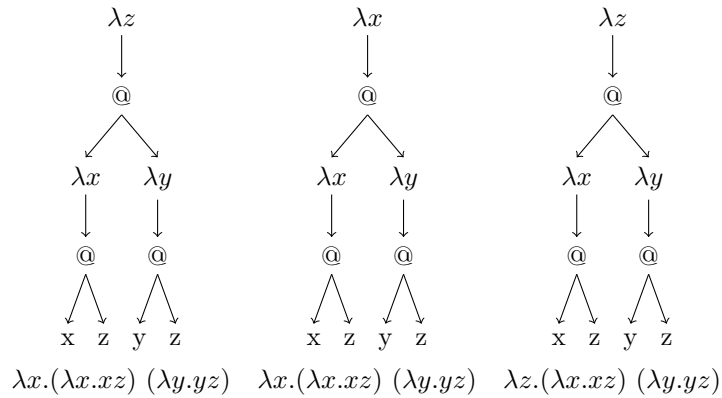 λz λx λz
@ @ @
λx λy λx λy λx λy
@ @ @ @ @ @
x z y z x z y z x z y z
λx.(λx.xz) (λy.yz) λx.(λx.xz) (λy.yz) λz.(λx.xz) (λy.yz)